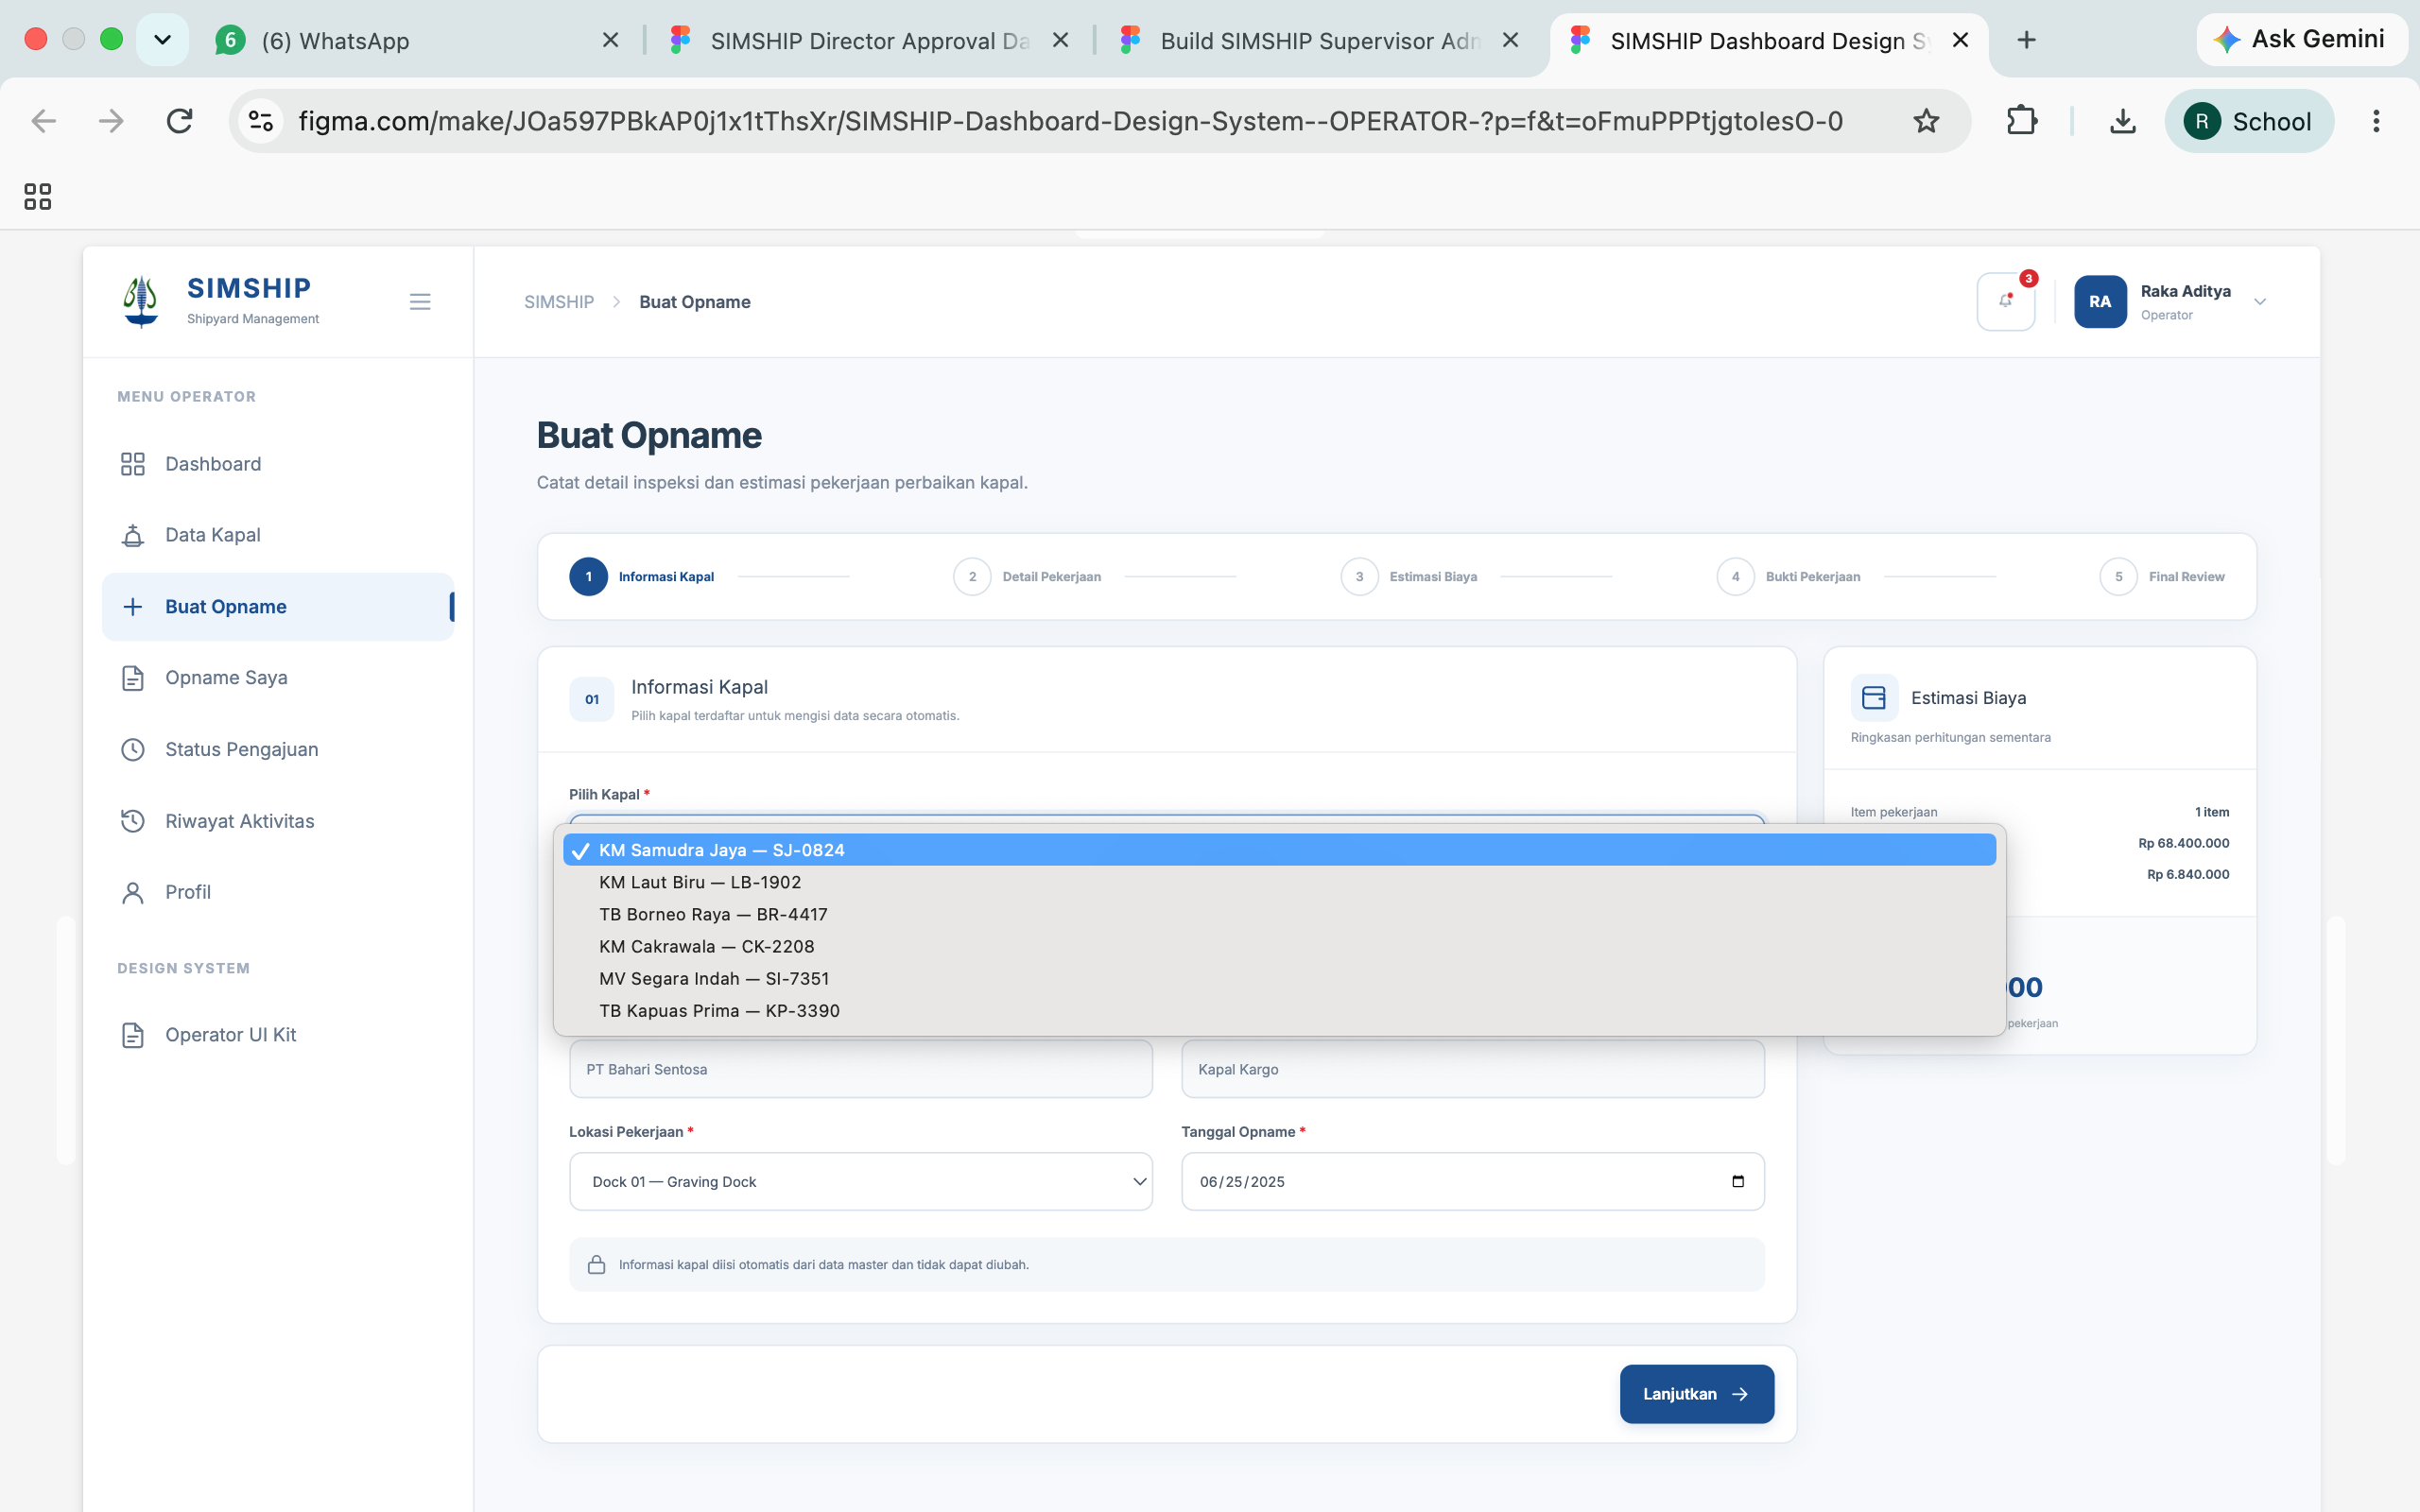 6 (6) WhatsApp
SIMSHIP Director Approval Da
Build SIMSHIP Supervisor Adn
SIMSHIP Dashboard Design S
Ask Gemini
figma.com/make/JOa597PBkAP0j1x1tThsXr/SIMSHIP-Dashboard-Design-System--OPERATOR-?p=f&t=oFmuPPPtjgtoIesO-0
R School
SIMSHIP
Shipyard Management
SIMSHIP > Buat Opname
3
RA
Raka Aditya
Operator
MENU OPERATOR
Dashboard
Data Kapal
Buat Opname
Opname Saya
Status Pengajuan
Riwayat Aktivitas
Profil
DESIGN SYSTEM
Operator UI Kit
Buat Opname
Catat detail inspeksi dan estimasi pekerjaan perbaikan kapal.
1 Informasi Kapal
2 Detail Pekerjaan
3 Estimasi Biaya
4 Bukti Pekerjaan
5 Final Review
01
Informasi Kapal
Pilih kapal terdaftar untuk mengisi data secara otomatis.
Pilih Kapal *
KM Samudra Jaya — SJ-0824
KM Laut Biru — LB-1902
TB Borneo Raya — BR-4417
KM Cakrawala — CK-2208
MV Segara Indah — SI-7351
TB Kapuas Prima — KP-3390
PT Bahari Sentosa
Kapal Kargo
Lokasi Pekerjaan *
Tanggal Opname *
Dock 01 — Graving Dock
06/25/2025
Informasi kapal diisi otomatis dari data master dan tidak dapat diubah.
Lanjutkan
Estimasi Biaya
Ringkasan perhitungan sementara
Item pekerjaan 1 item
Rp 68.400.000
Rp 6.840.000
00
pekerjaan